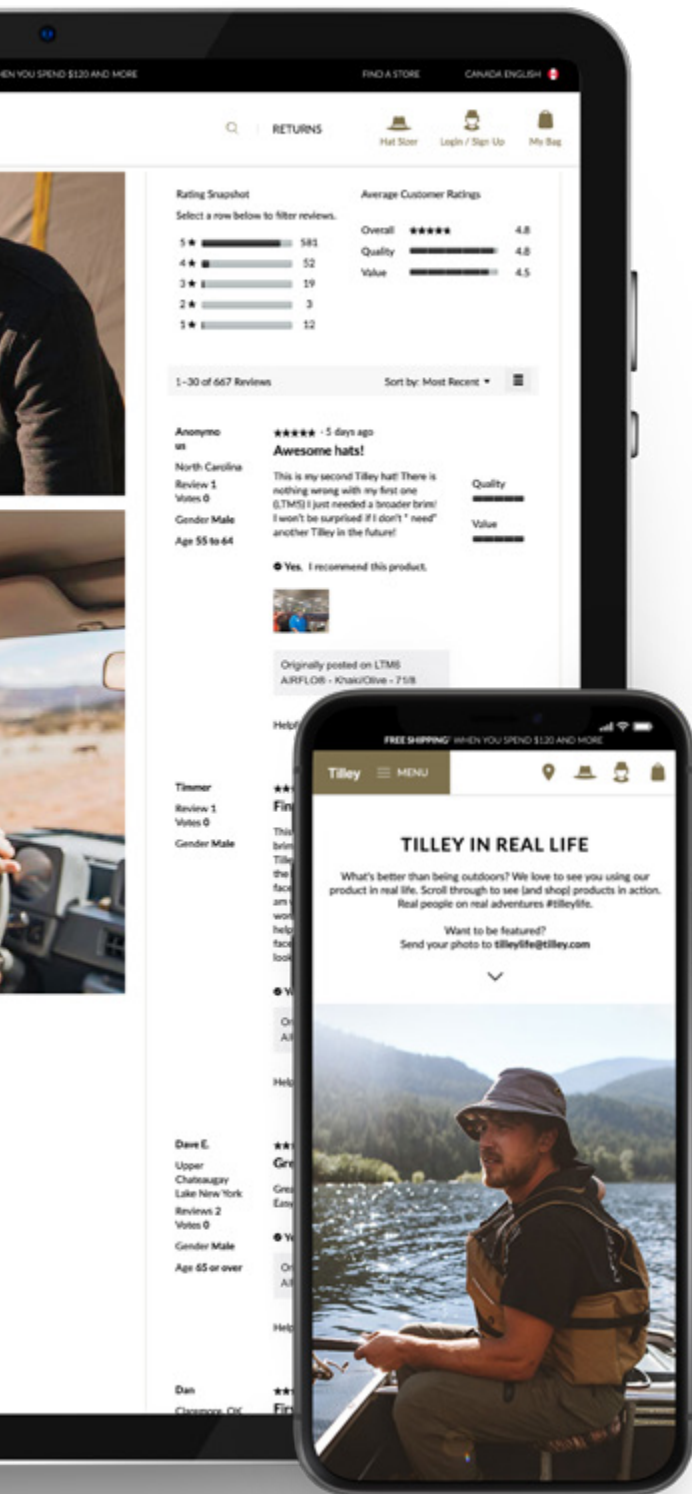 WHEN YOU SPEND $120 AND MORE
FIND A STORE
CANADA ENGLISH
RETURNS
Hat Sizer
Login / Sign Up
My Bag
Rating Snapshot
Select a row below to filter reviews.
5★ 581
4★ 52
3★ 19
2★ 3
1★ 12
Average Customer Ratings
Overall ★★★★★ 4.8
Quality 4.8
Value 4.5
1–30 of 667 Reviews
Sort by: Most Recent ▼
Anonymo
us
North Carolina
Review 1
Votes 0
Gender Male
Age 55 to 64
★★★★★ · 5 days ago
Awesome hats!
This is my second Tilley hat! There is
nothing wrong with my first one
(LTM5) I just needed a broader brim!
I won't be surprised if I don't " need"
another Tilley in the future!
Quality
Value
Yes, I recommend this product.
Originally posted on LTM6
AIRFLO® - Khaki/Olive - 71/8
Timmer
Review 1
Votes 0
Gender Male
Dave E.
Upper
Chateaugay
Lake New York
Reviews 2
Votes 0
Gender Male
Age 65 or over
Dan
Claremore, OK
FREE SHIPPING* WHEN YOU SPEND $120 AND MORE
Tilley
MENU
TILLEY IN REAL LIFE
What's better than being outdoors? We love to see you using our
product in real life. Scroll through to see (and shop) products in action.
Real people on real adventures #tilleylife.
Want to be featured?
Send your photo to tilleylife@tilley.com